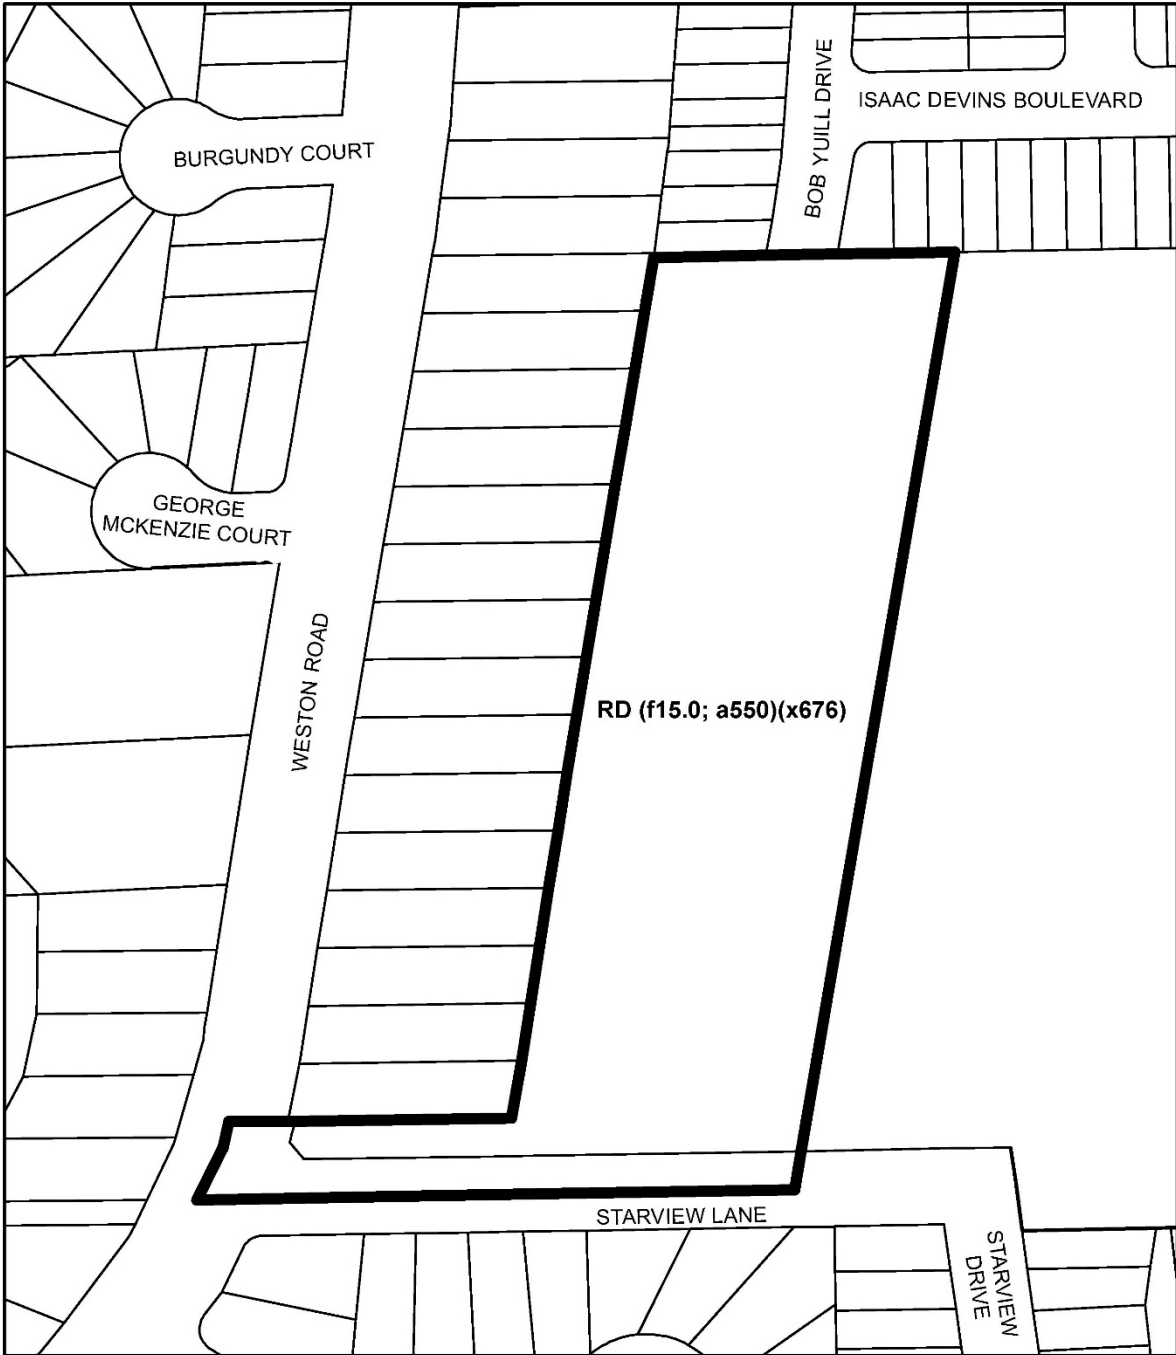 ISAAC DEVINS BOULEVARD
BOB YUILL DRIVE
BURGUNDY COURT
GEORGE
MCKENZIE COURT
WESTON ROAD
RD (f15.0; a550)(x676)
STARVIEW LANE
STARVIEW
DRIVE